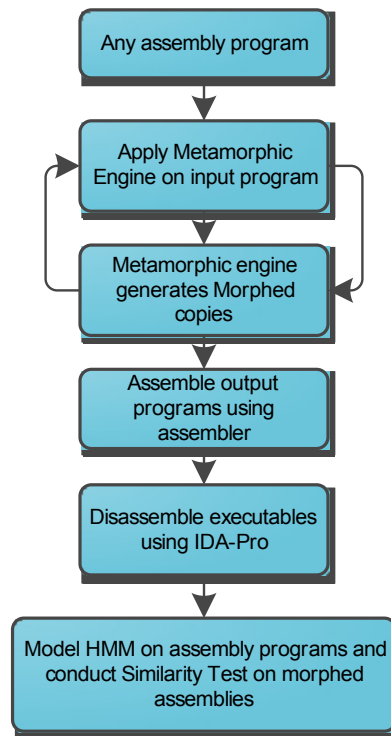 Any assembly program
Apply Metamorphic
Engine on input program
Metamorphic engine
generates Morphed
copies
Assemble output
programs using
assembler
Disassemble executables
using IDA-Pro
Model HMM on assembly programs and
conduct Similarity Test on morphed
assemblies